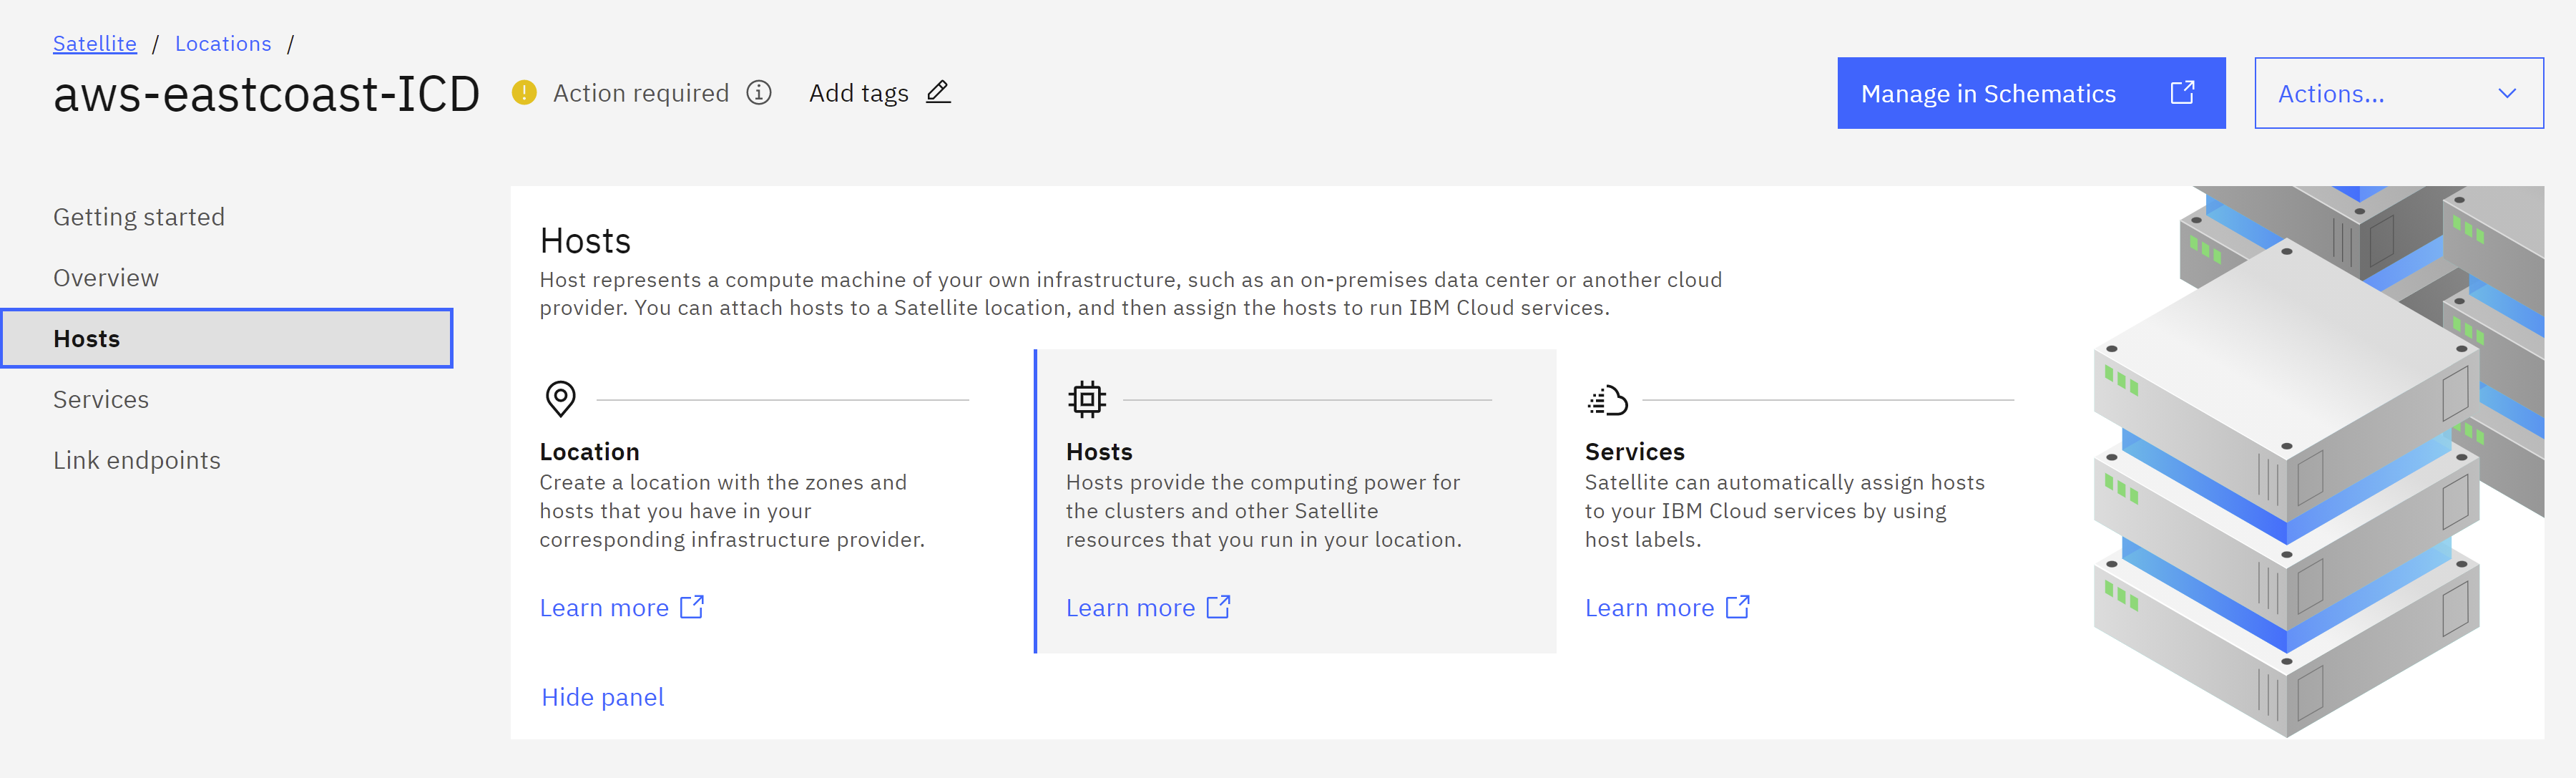 Satellite / Locations /
aws-eastcoast-ICD Action required Add tags Manage in Schematics Actions...
Getting started
Overview
Hosts
Services
Link endpoints
Hosts
Host represents a compute machine of your own infrastructure, such as an on-premises data center or another cloud
provider. You can attach hosts to a Satellite location, and then assign the hosts to run IBM Cloud services.
Location
Create a location with the zones and
hosts that you have in your
corresponding infrastructure provider.
Learn more
Hosts
Hosts provide the computing power for
the clusters and other Satellite
resources that you run in your location.
Learn more
Services
Satellite can automatically assign hosts
to your IBM Cloud services by using
host labels.
Learn more
Hide panel